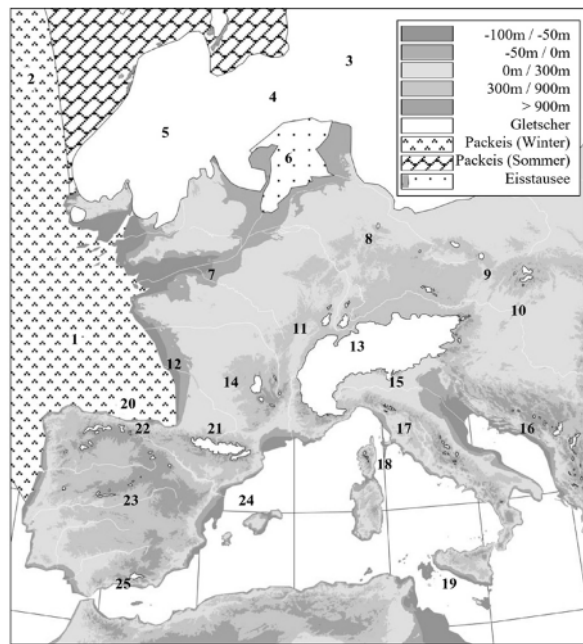 -100m / -50m
-50m / 0m
0m / 300m
300m / 900m
> 900m
Gletscher
Packeis (Winter)
Packeis (Sommer)
Eisstausee
2
3
4
5
6
7
8
9
10
11
1
13
12
14
15
20
21
22
16
17
18
23
24
25
19